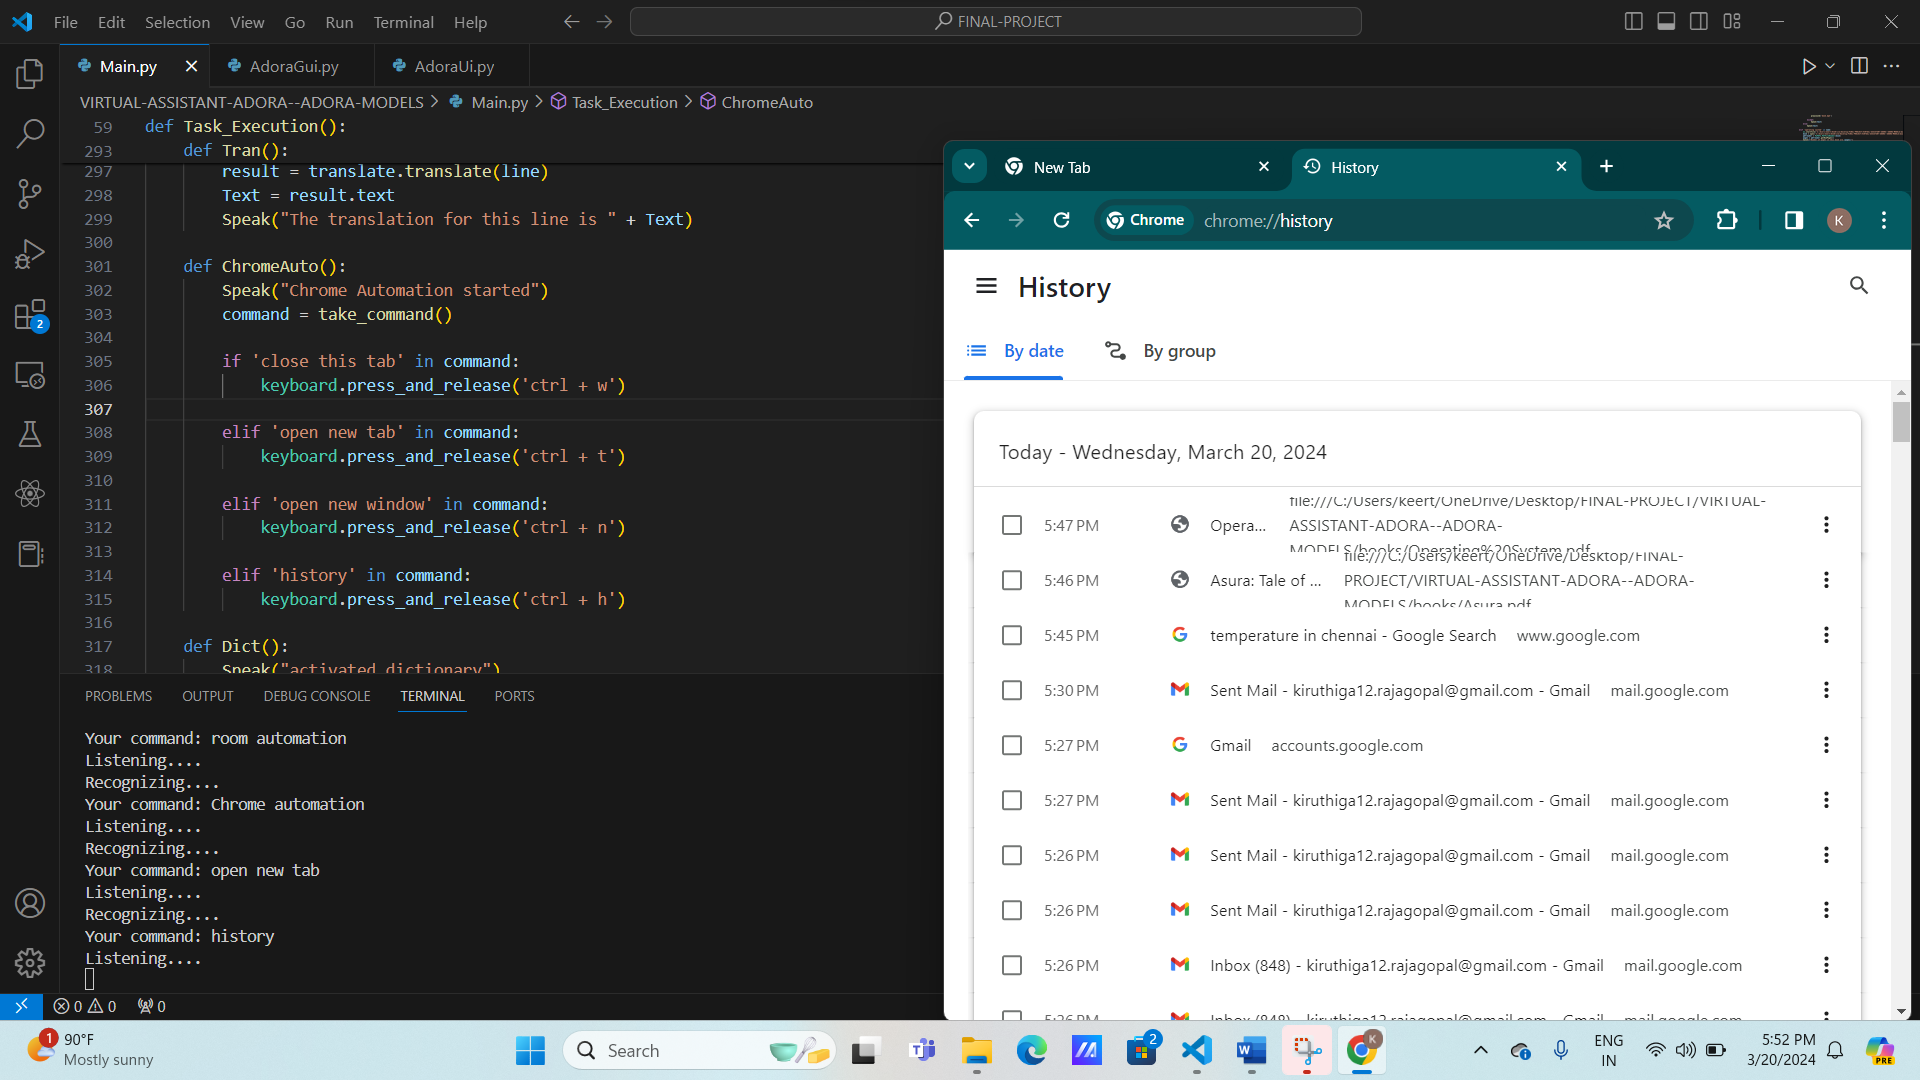 File Edit Selection View Go Run Terminal Help
FINAL-PROJECT
Main.py
AdoraGui.py
AdoraUi.py
VIRTUAL-ASSISTANT-ADORA--ADORA-MODELS > Main.py > Task_Execution > ChromeAuto
59 def Task_Execution():
293 def Tran():
297 result = translate.translate(line)
298 Text = result.text
299 Speak("The translation for this line is " + Text)
300
301 def ChromeAuto():
302 Speak("Chrome Automation started")
303 command = take_command()
304
305 if 'close this tab' in command:
306 keyboard.press_and_release('ctrl + w')
307
308 elif 'open new tab' in command:
309 keyboard.press_and_release('ctrl + t')
310
311 elif 'open new window' in command:
312 keyboard.press_and_release('ctrl + n')
313
314 elif 'history' in command:
315 keyboard.press_and_release('ctrl + h')
316
317 def Dict():
318 Speak("activated dictionary")
PROBLEMS OUTPUT DEBUG CONSOLE TERMINAL PORTS
Your command: room automation
Listening....
Recognizing....
Your command: Chrome automation
Listening....
Recognizing....
Your command: open new tab
Listening....
Recognizing....
Your command: history
Listening....
2
0 0 0
New Tab
History
Chrome chrome://history
K
History
By date By group
Today - Wednesday, March 20, 2024
5:47 PM Opera... file:///C:/Users/keert/OneDrive/Desktop/FINAL-PROJECT/VIRTUAL-
ASSISTANT-ADORA--ADORA-
MODELS/books/Operating%20System.pdf
5:46 PM Asura: Tale of ... file:///C:/Users/keert/OneDrive/Desktop/FINAL-
PROJECT/VIRTUAL-ASSISTANT-ADORA--ADORA-
MODELS/books/Asura.pdf
5:45 PM temperature in chennai - Google Search www.google.com
5:30 PM Sent Mail - kiruthiga12.rajagopal@gmail.com - Gmail mail.google.com
5:27 PM Gmail accounts.google.com
5:27 PM Sent Mail - kiruthiga12.rajagopal@gmail.com - Gmail mail.google.com
5:26 PM Sent Mail - kiruthiga12.rajagopal@gmail.com - Gmail mail.google.com
5:26 PM Sent Mail - kiruthiga12.rajagopal@gmail.com - Gmail mail.google.com
5:26 PM Inbox (848) - kiruthiga12.rajagopal@gmail.com - Gmail mail.google.com
5:26 PM Inbox (848) - kiruthiga12.rajagopal@gmail.com - Gmail mail.google.com
1
90°F
Mostly sunny
Search
2
K
ENG
IN
5:52 PM
3/20/2024
PRE